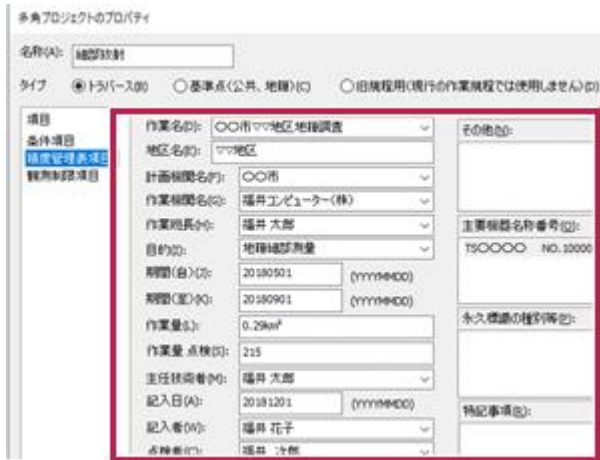 多角プロジェクトのプロパティ
名称(A): 細部放射
タイプ ◉トラバース(B) ○基準点(公共、地籍)(C) ○旧規程用(現行の作業規程では使用しません)(D)
項目
条件項目
精度管理表項目
観測制限項目
作業名(D): 〇〇市▽▽地区地籍調査
地区名(E): ▽▽地区
計画機関名(F): 〇〇市
作業機関名(G): 福井コンピューター(株)
作業班長(H): 福井 太郎
目的(I): 地籍細部測量
期間(自)(J): 20180501 (YYYYMMDD)
期間(至)(K): 20180901 (YYYYMMDD)
作業量(L): 0.29km²
作業量 点検(S): 215
主任技術者(M): 福井 太郎
記入日(A): 20181201 (YYYYMMDD)
記入者(W): 福井 花子
点検者(C): 福井 次郎
その他(N):
主要機器名称番号(Q):
TS〇〇〇〇 NO.10000
永久標識の種別等(P):
特記事項(R):